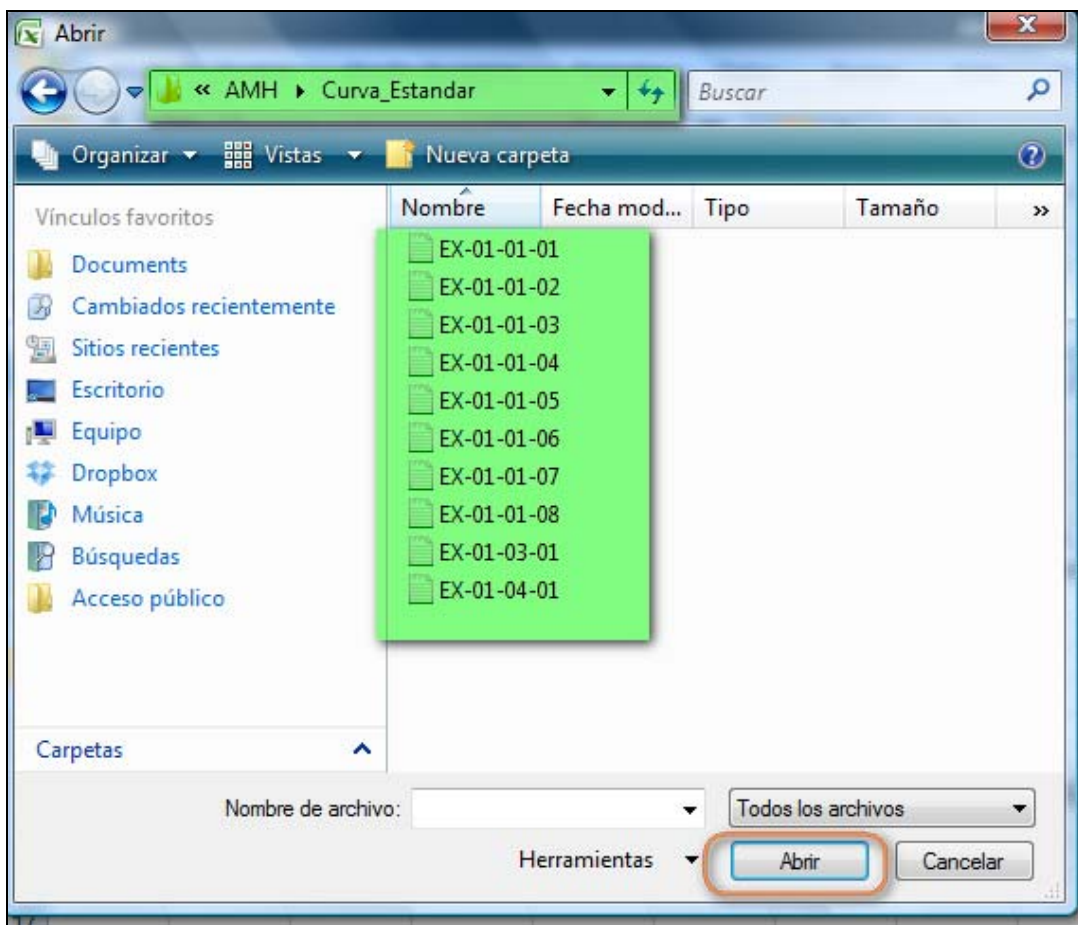 Abrir
« AMH ▸ Curva_Estandar
Buscar
Organizar
Vistas
Nueva carpeta
Vínculos favoritos
Documents
Cambiados recientemente
Sitios recientes
Escritorio
Equipo
Dropbox
Música
Búsquedas
Acceso público
Carpetas
Nombre Fecha mod... Tipo Tamaño »
EX-01-01-01
EX-01-01-02
EX-01-01-03
EX-01-01-04
EX-01-01-05
EX-01-01-06
EX-01-01-07
EX-01-01-08
EX-01-03-01
EX-01-04-01
Nombre de archivo:
Todos los archivos
Herramientas
Abrir
Cancelar